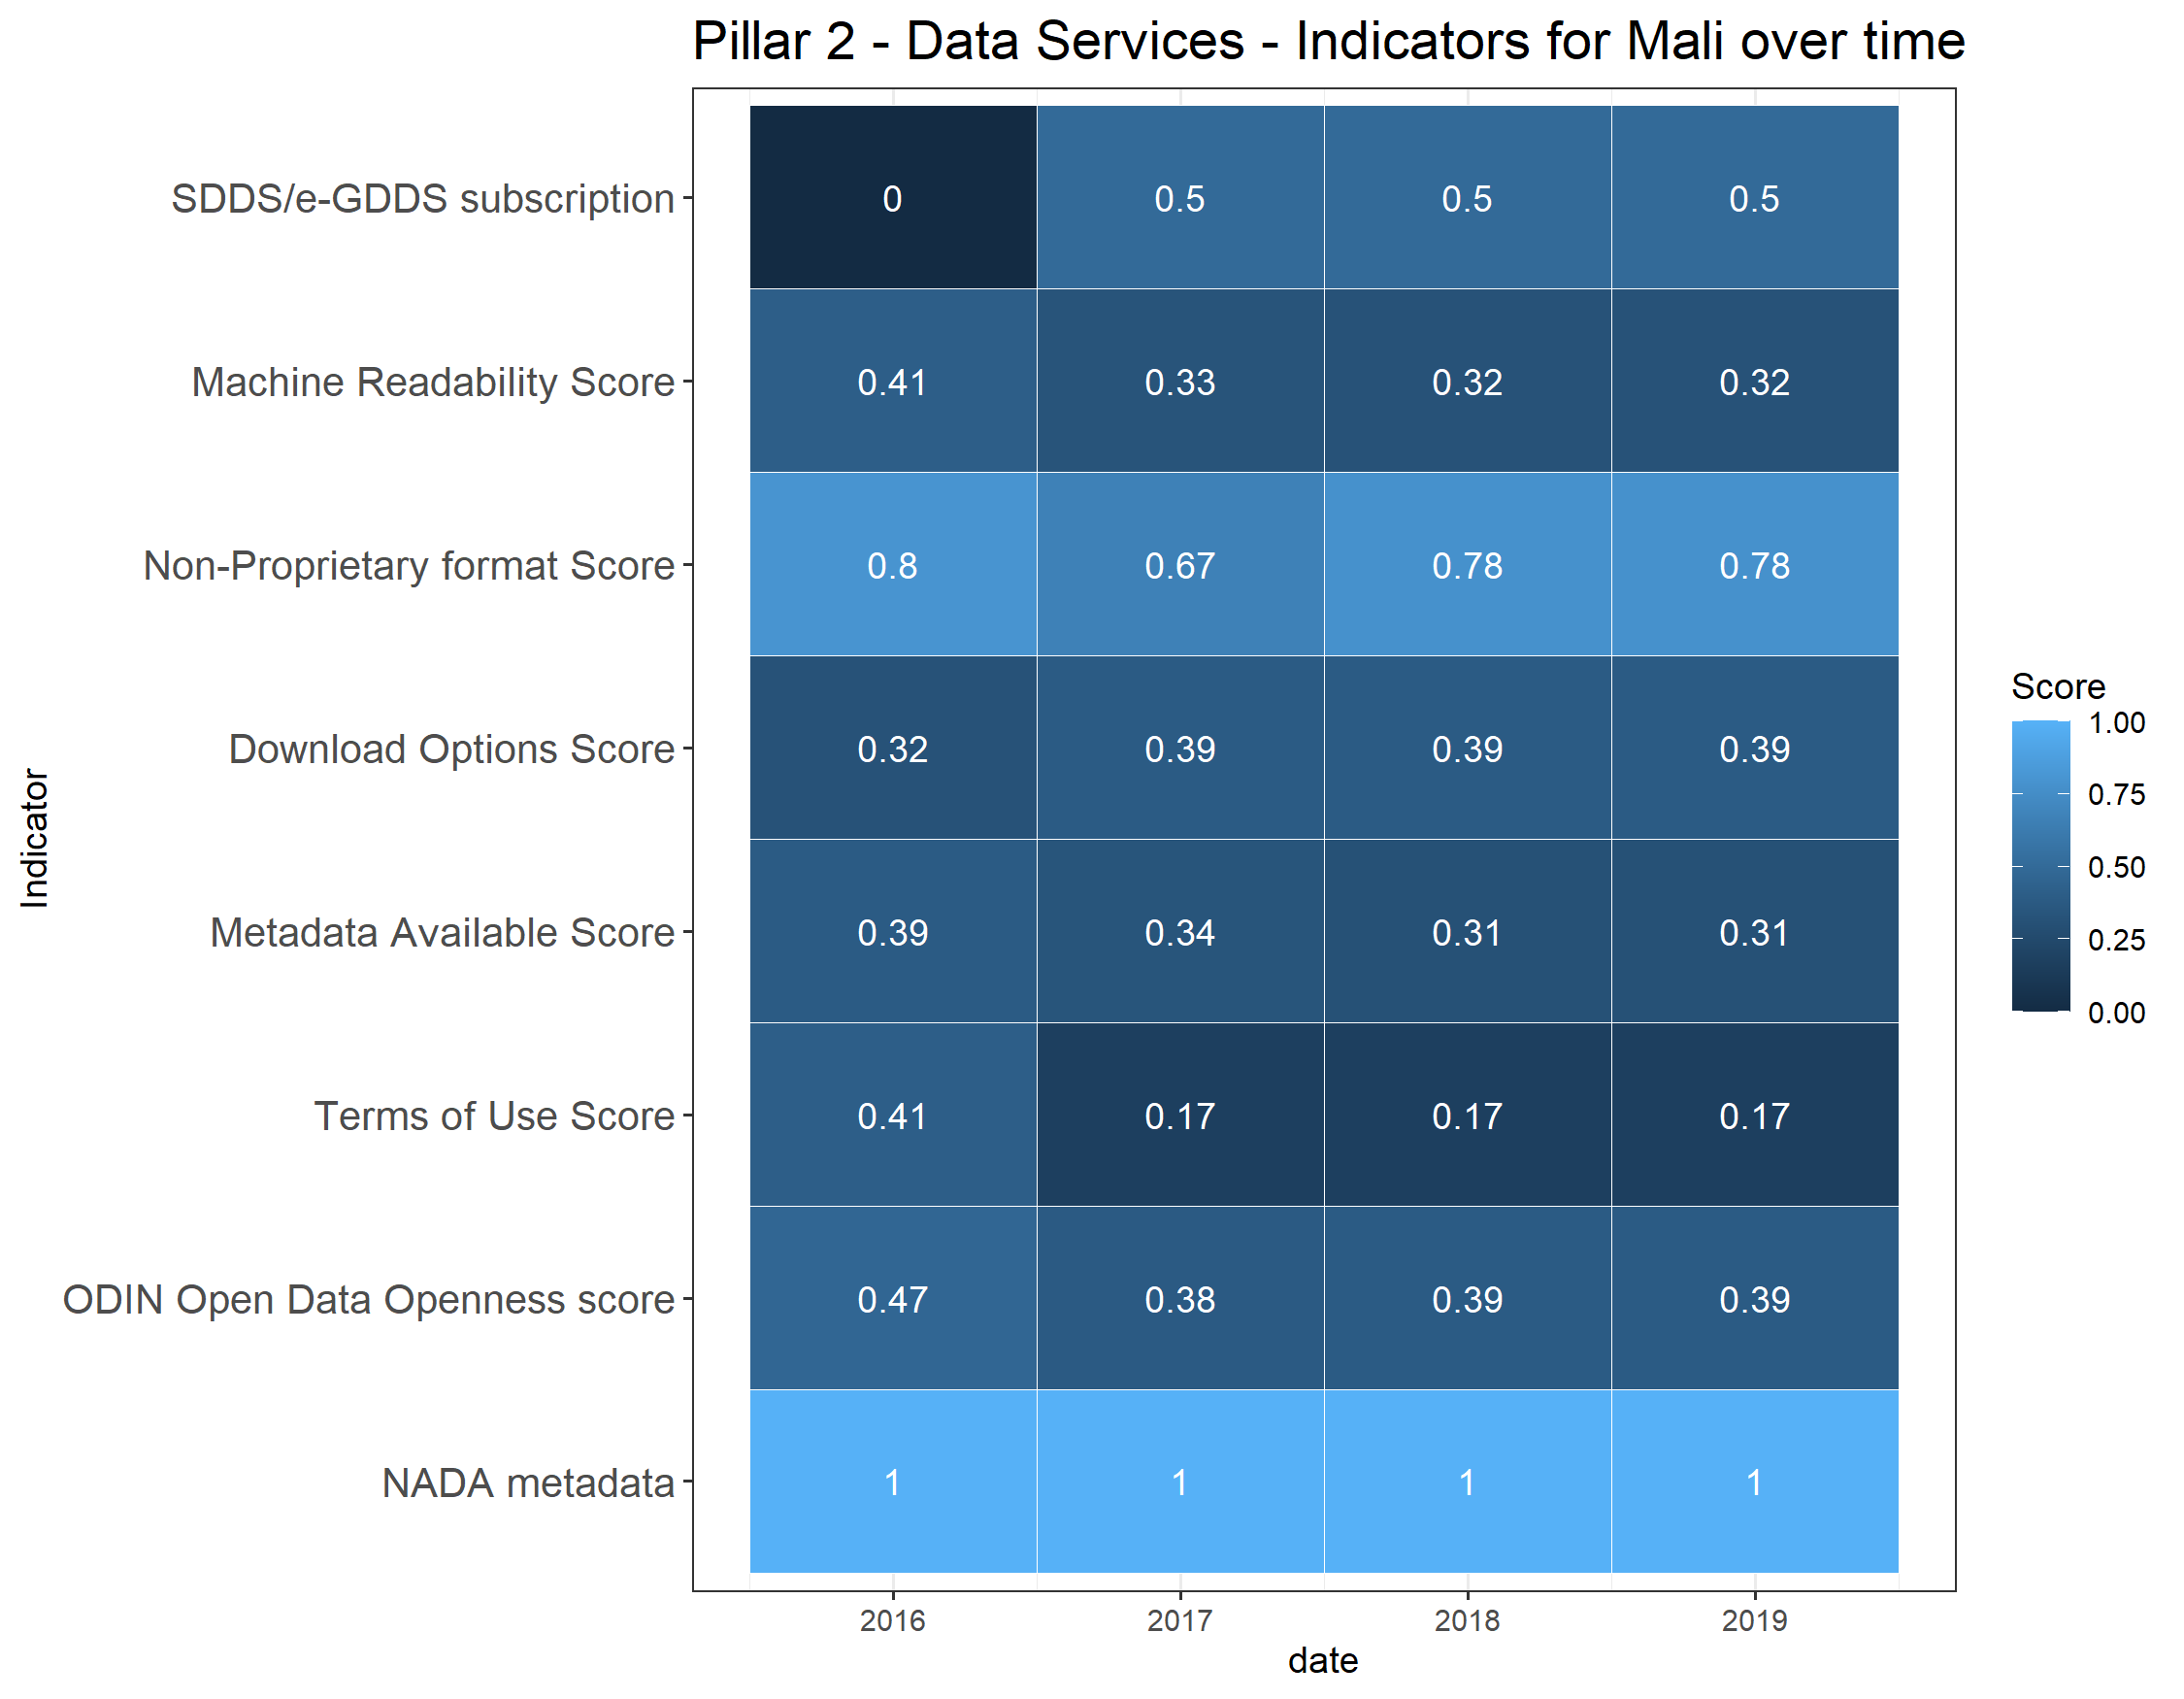 Pillar 2 - Data Services - Indicators for Mali over time
SDDS/e-GDDS subscription 0 0.5 0.5 0.5
Machine Readability Score 0.41 0.33 0.32 0.32
Non-Proprietary format Score 0.8 0.67 0.78 0.78
Download Options Score 0.32 0.39 0.39 0.39
Metadata Available Score 0.39 0.34 0.31 0.31
Terms of Use Score 0.41 0.17 0.17 0.17
ODIN Open Data Openness score 0.47 0.38 0.39 0.39
NADA metadata 1 1 1 1
2016 2017 2018 2019
date
Indicator
Score
1.00
0.75
0.50
0.25
0.00